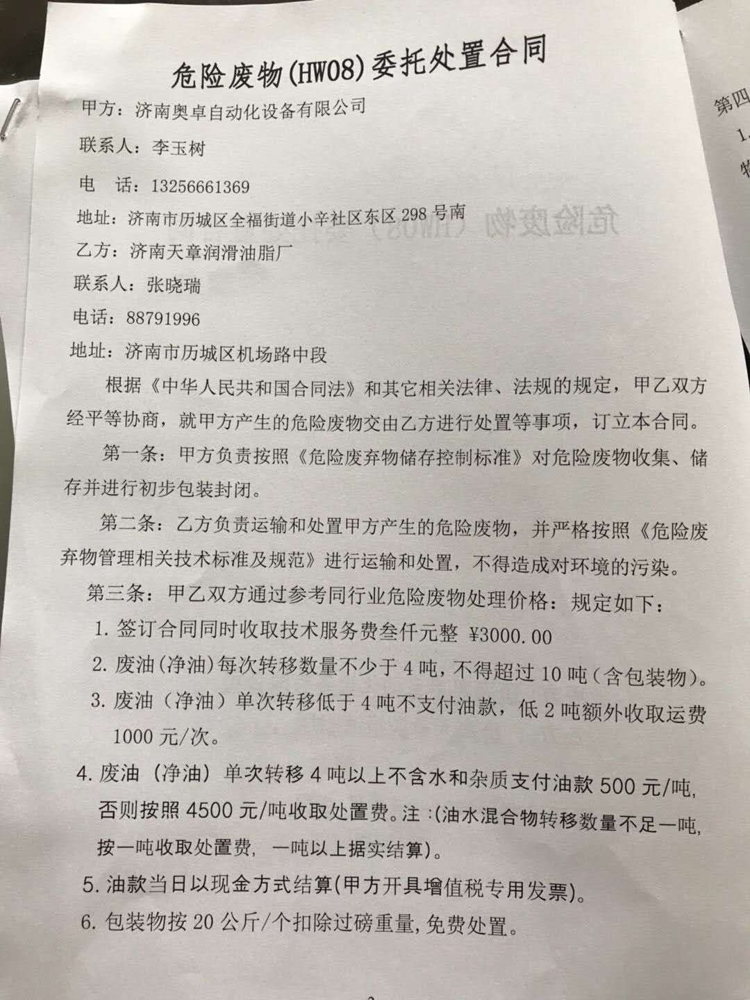 危险废物(HW08)委托处置合同
甲方：济南奥卓自动化设备有限公司
联系人：李玉树
电　话：13256661369
地址：济南市历城区全福街道小辛社区东区 298 号南
乙方：济南天章润滑油脂厂
联系人：张晓瑞
电话：88791996
地址：济南市历城区机场路中段
根据《中华人民共和国合同法》和其它相关法律、法规的规定，甲乙双方
经平等协商，就甲方产生的危险废物交由乙方进行处置等事项，订立本合同。
第一条：甲方负责按照《危险废弃物储存控制标准》对危险废物收集、储
存并进行初步包装封闭。
第二条：乙方负责运输和处置甲方产生的危险废物，并严格按照《危险废
弃物管理相关技术标准及规范》进行运输和处置，不得造成对环境的污染。
第三条：甲乙双方通过参考同行业危险废物处理价格：规定如下：
1. 签订合同同时收取技术服务费叁仟元整 ¥3000.00
2. 废油(净油)每次转移数量不少于 4 吨，不得超过 10 吨（含包装物）。
3. 废油（净油）单次转移低于 4 吨不支付油款，低 2 吨额外收取运费
1000 元/次。
4. 废油（净油）单次转移 4 吨以上不含水和杂质支付油款 500 元/吨，
否则按照 4500 元/吨收取处置费。注：(油水混合物转移数量不足一吨，
按一吨收取处置费，一吨以上据实结算)。
5. 油款当日以现金方式结算(甲方开具增值税专用发票)。
6. 包装物按 20 公斤/个扣除过磅重量,免费处置。
第四
1.
危险废物（HW08）